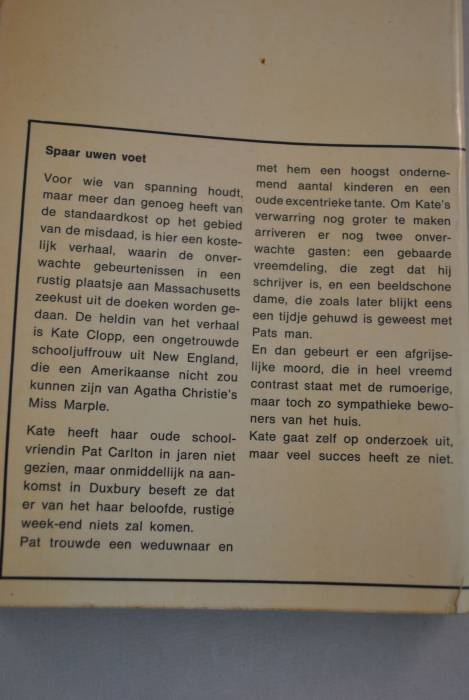 Spaar uwen voet
Voor wie van spanning houdt,
maar meer dan genoeg heeft van
de standaardkost op het gebied
van de misdaad, is hier een koste-
lijk verhaal, waarin de onver-
wachte gebeurtenissen in een
rustig plaatsje aan Massachusetts
zeekust uit de doeken worden ge-
daan. De heldin van het verhaal
is Kate Clopp, een ongetrouwde
schooljuffrouw uit New England,
die een Amerikaanse nicht zou
kunnen zijn van Agatha Christie's
Miss Marple.
Kate heeft haar oude school-
vriendin Pat Carlton in jaren niet
gezien, maar onmiddellijk na aan-
komst in Duxbury beseft ze dat
er van het haar beloofde, rustige
week-end niets zal komen.
Pat trouwde een weduwnaar en
met hem een hoogst onderne-
mend aantal kinderen en een
oude excentrieke tante. Om Kate's
verwarring nog groter te maken
arriveren er nog twee onver-
wachte gasten: een gebaarde
vreemdeling, die zegt dat hij
schrijver is, en een beeldschone
dame, die zoals later blijkt eens
een tijdje gehuwd is geweest met
Pats man.
En dan gebeurt er een afgrijse-
lijke moord, die in heel vreemd
contrast staat met de rumoerige,
maar toch zo sympathieke bewo-
ners van het huis.
Kate gaat zelf op onderzoek uit,
maar veel succes heeft ze niet.